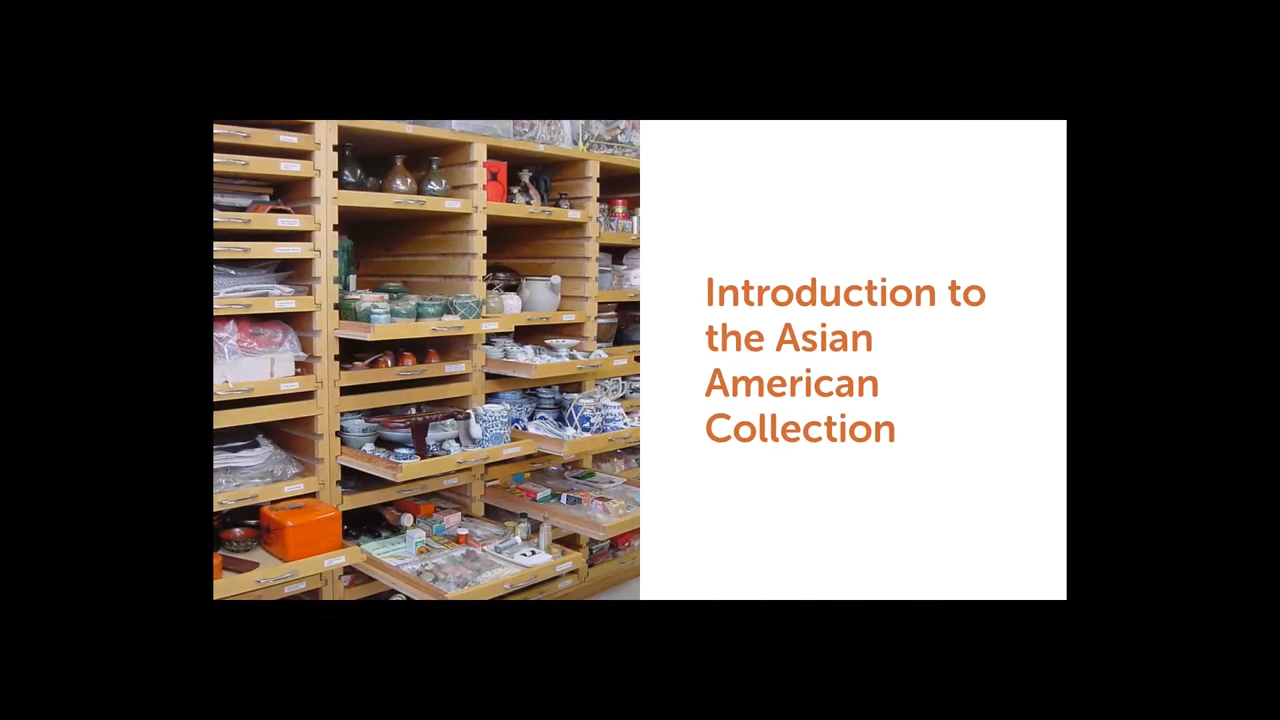 Introduction to
the Asian
American
Collection